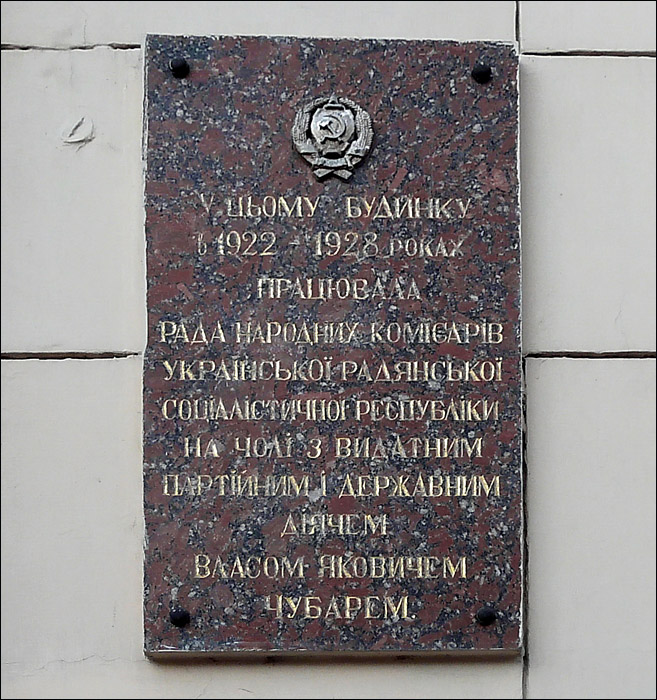 У ЦЬОМУ БУДИНКУ
в 1922 - 1928 РОКАХ
ПРАЦЮВАЛА
РАДА НАРОДНИХ КОМІСАРІВ
УКРАЇНСЬКОЇ РАДЯНСЬКОЇ
СОЦІАЛІСТИЧНОЇ РЕСПУБЛІКИ
НА ЧОЛІ З ВИДАТНИМ
ПАРТІЙНИМ І ДЕРЖАВНИМ
ДІЯЧЕМ
ВЛАСОМ ЯКОВИЧЕМ
ЧУБАРЕМ.